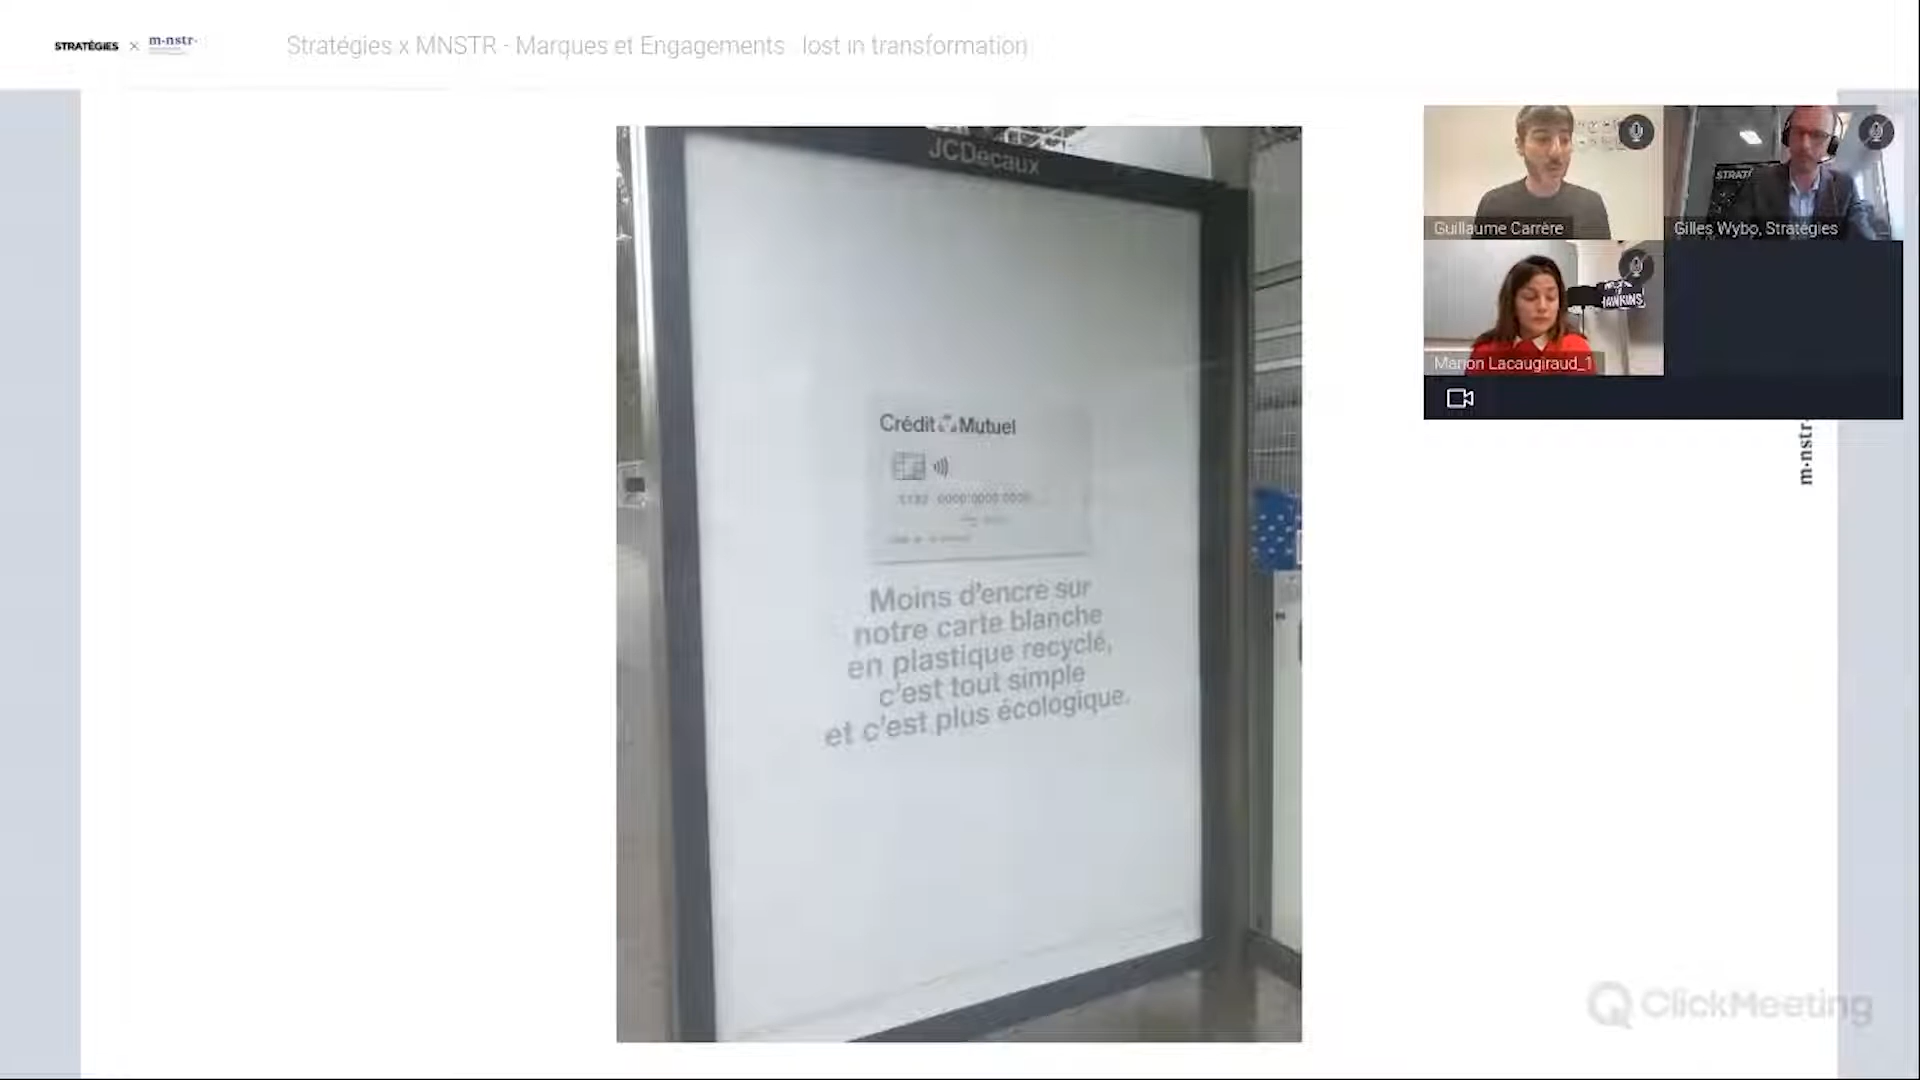 STRATÉGIES × m·nstr·
Stratégies x MNSTR - Marques et Engagements : lost in transformation
JCDecaux
Crédit Mutuel
Moins d'encre sur
notre carte blanche
en plastique recyclé,
c'est tout simple
et c'est plus écologique.
Guillaume Carrère
Gilles Wybo, Stratégies
STRAT
HAWKINS
Marion Lacaugiraud_1
m·nstr·
ClickMeeting